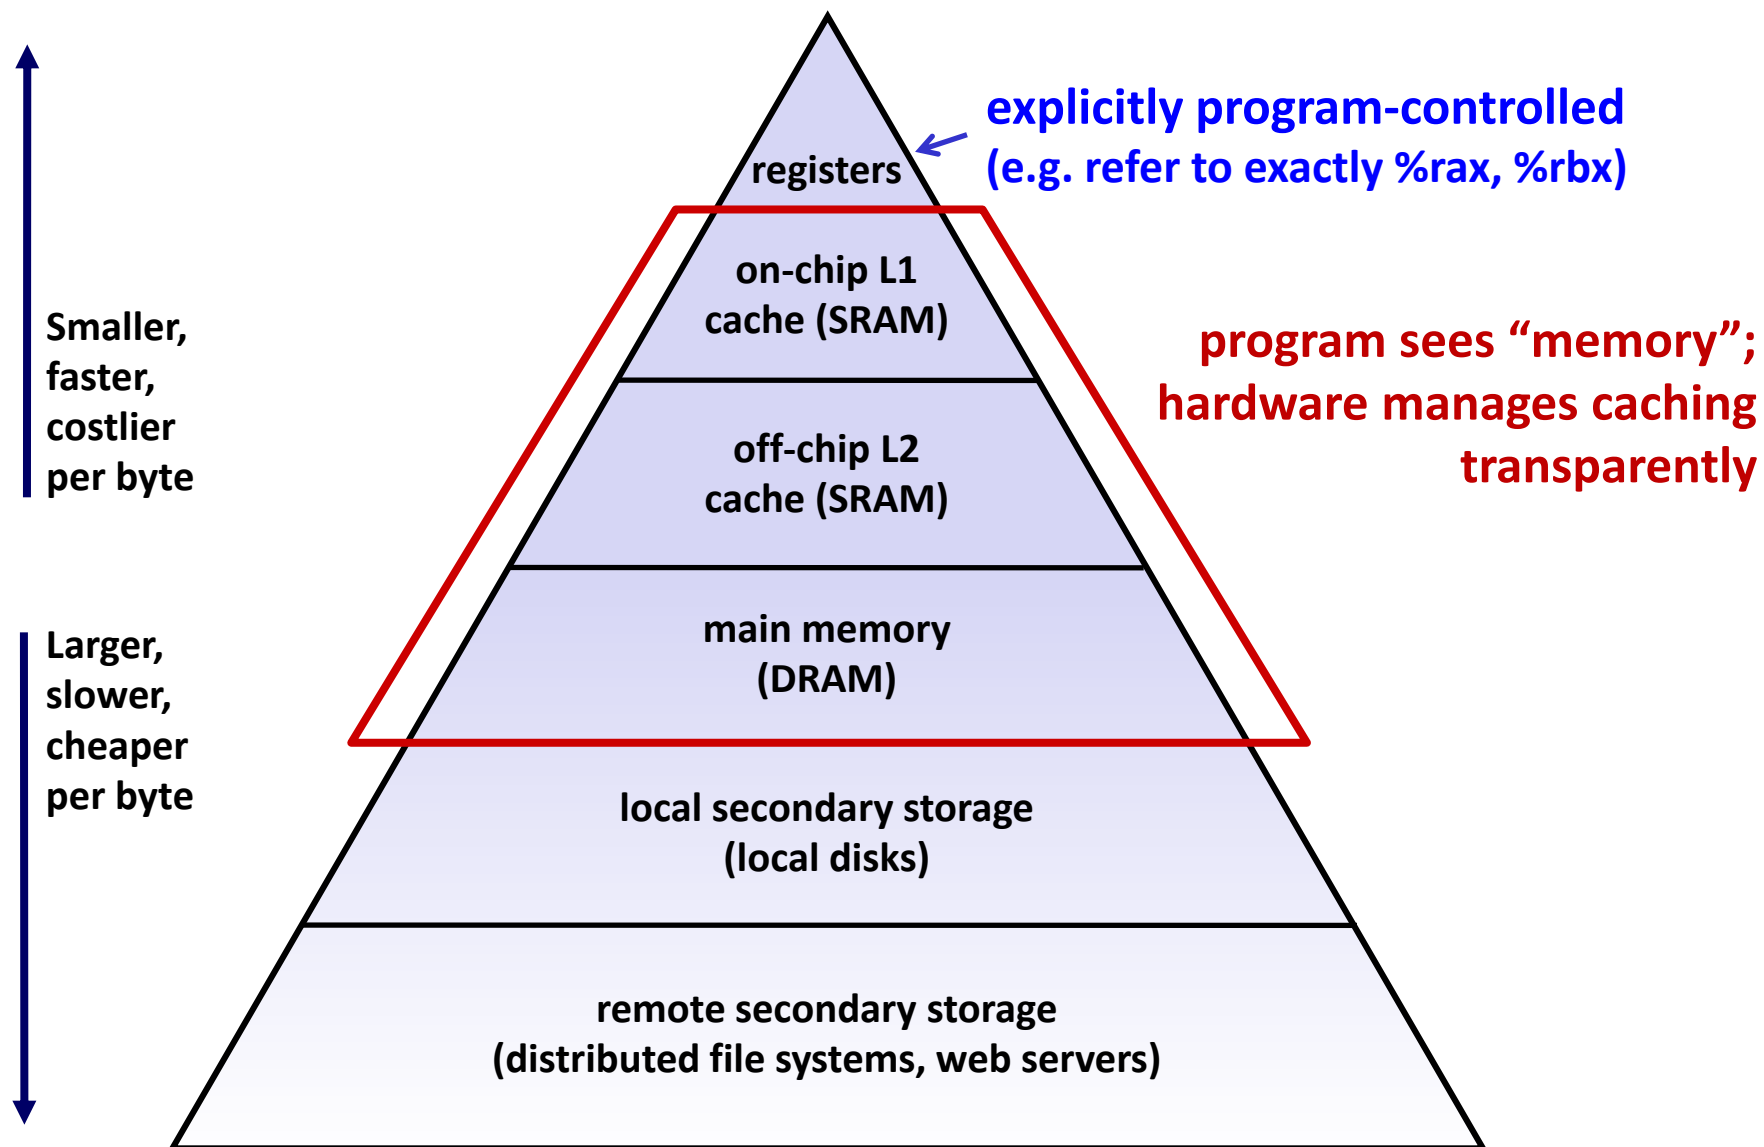 explicitly program-controlled
(e.g. refer to exactly %rax, %rbx)
registers
on-chip L1
cache (SRAM)
Smaller,
faster,
costlier
per byte
program sees “memory”;
hardware manages caching
transparently
off-chip L2
cache (SRAM)
main memory
(DRAM)
Larger,
slower,
cheaper
per byte
local secondary storage
(local disks)
remote secondary storage
(distributed file systems, web servers)